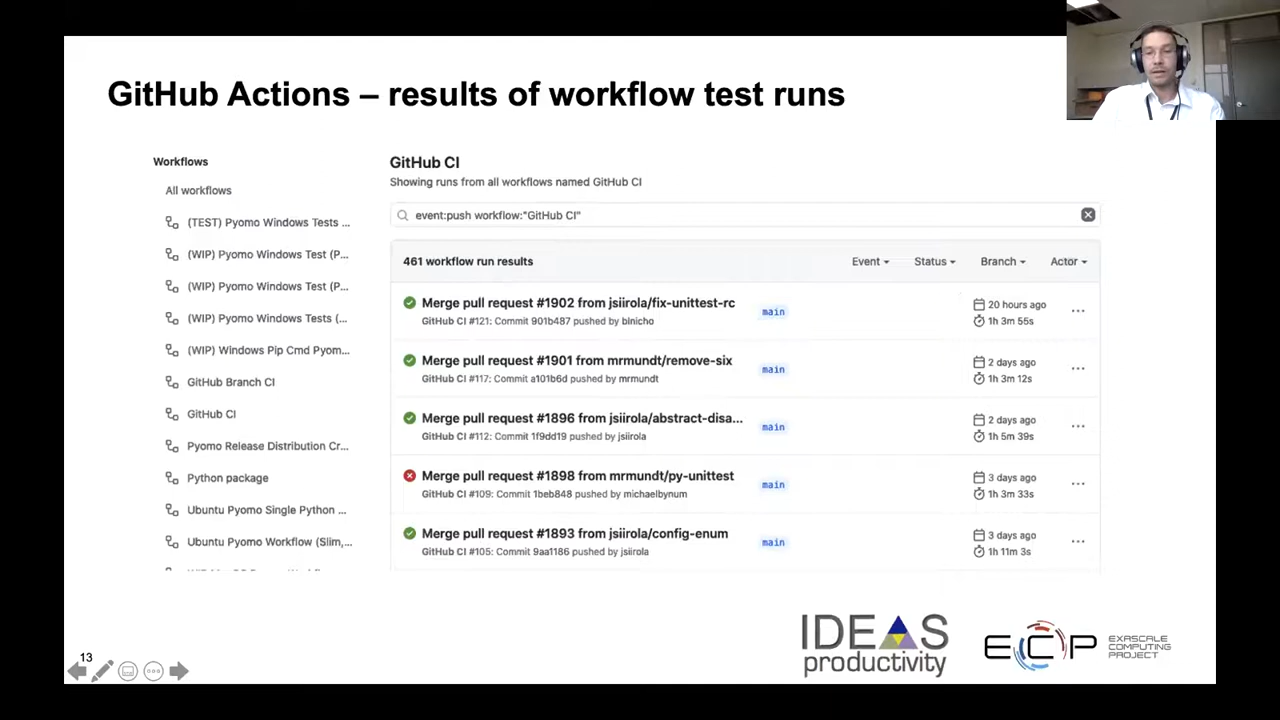 GitHub Actions – results of workflow test runs
Workflows
All workflows
(TEST) Pyomo Windows Tests ...
(WIP) Pyomo Windows Test (P...
(WIP) Pyomo Windows Test (P...
(WIP) Pyomo Windows Tests (...
(WIP) Windows Pip Cmd Pyom...
GitHub Branch CI
GitHub CI
Pyomo Release Distribution Cr...
Python package
Ubuntu Pyomo Single Python ...
Ubuntu Pyomo Workflow (Slim,...
GitHub CI
Showing runs from all workflows named GitHub CI
event:push workflow:"GitHub CI"
461 workflow run results Event Status Branch Actor
Merge pull request #1902 from jsiirola/fix-unittest-rc
GitHub CI #121: Commit 901b487 pushed by blnicho
main
20 hours ago
1h 3m 55s
...
Merge pull request #1901 from mrmundt/remove-six
GitHub CI #117: Commit a101b6d pushed by mrmundt
main
2 days ago
1h 3m 12s
...
Merge pull request #1896 from jsiirola/abstract-disa...
GitHub CI #112: Commit 1f9dd19 pushed by jsiirola
main
2 days ago
1h 5m 39s
...
Merge pull request #1898 from mrmundt/py-unittest
GitHub CI #109: Commit 1beb848 pushed by michaelbynum
main
3 days ago
1h 3m 33s
...
Merge pull request #1893 from jsiirola/config-enum
GitHub CI #105: Commit 9aa1186 pushed by jsiirola
main
3 days ago
1h 11m 3s
...
13
IDEAS
productivity
ECP
EXASCALE
COMPUTING
PROJECT